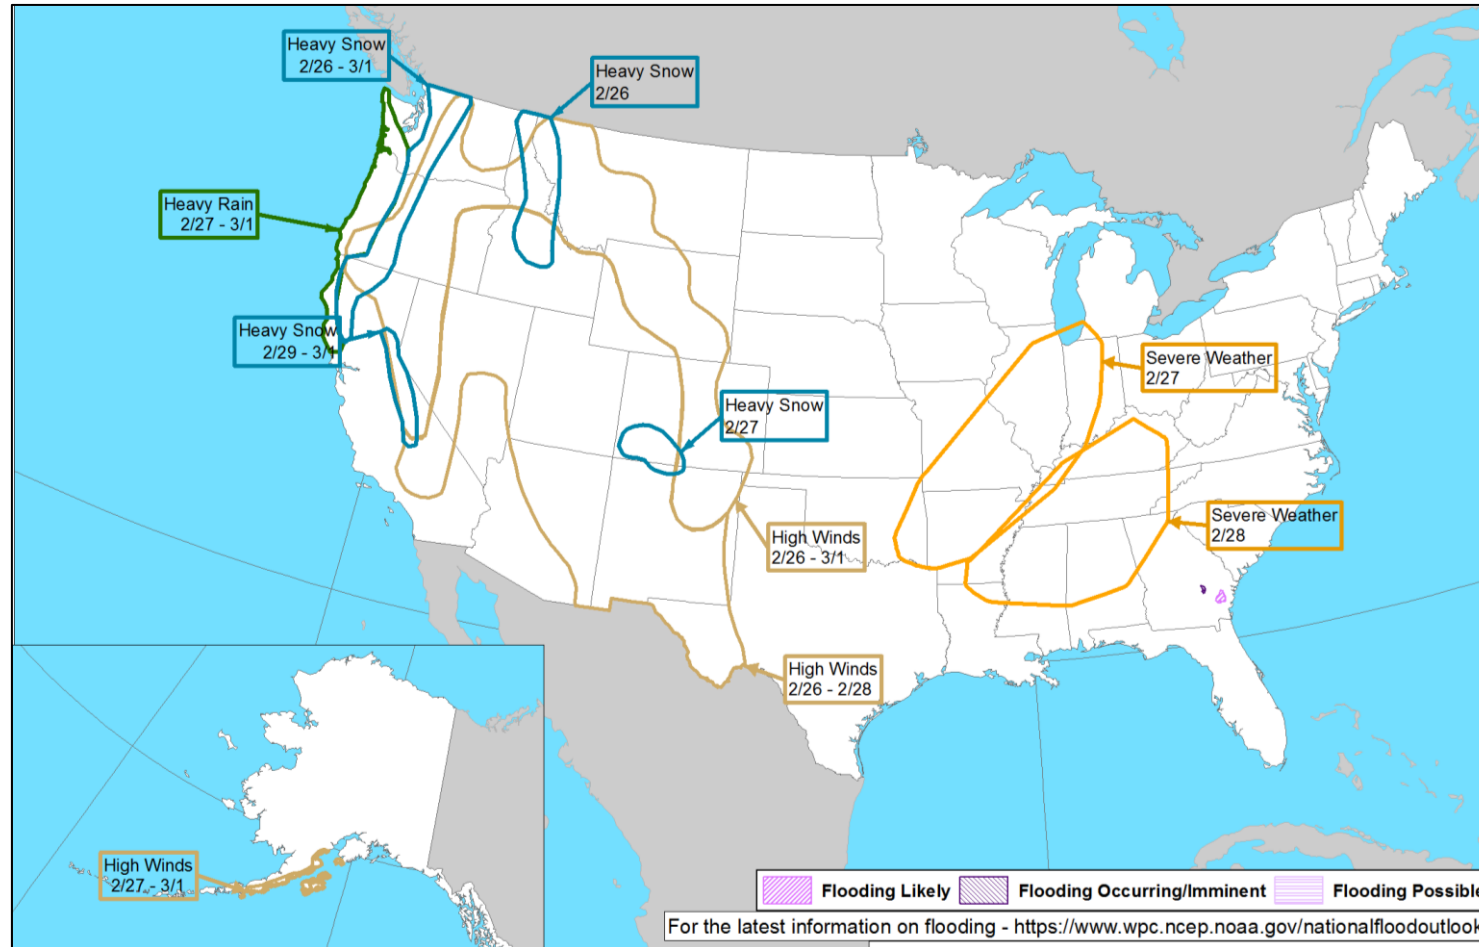 Heavy Snow
2/26 - 3/1
Heavy Snow
2/26
Heavy Rain
2/27 - 3/1
Heavy Snow
2/29 - 3/1
Severe Weather
2/27
Heavy Snow
2/27
Severe Weather
2/28
High Winds
2/26 - 3/1
High Winds
2/26 - 2/28
High Winds
2/27 - 3/1
Flooding Likely
Flooding Occurring/Imminent
Flooding Possible
For the latest information on flooding - https://www.wpc.ncep.noaa.gov/nationalfloodoutlook